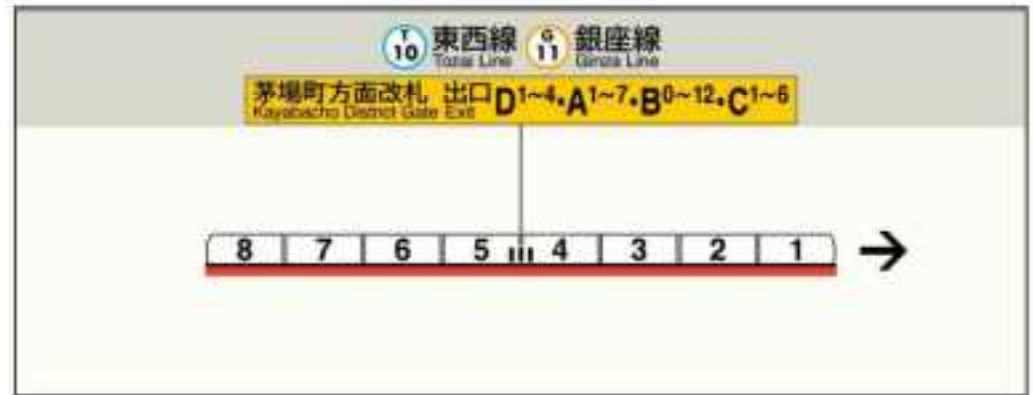 T 10 東西線 G 11 銀座線
Tozai Line Ginza Line
茅場町方面改札 出口 D1~4・A1~7・B0~12・C1~6
Kayabacho District Gate Exit
8 7 6 5 4 3 2 1 →